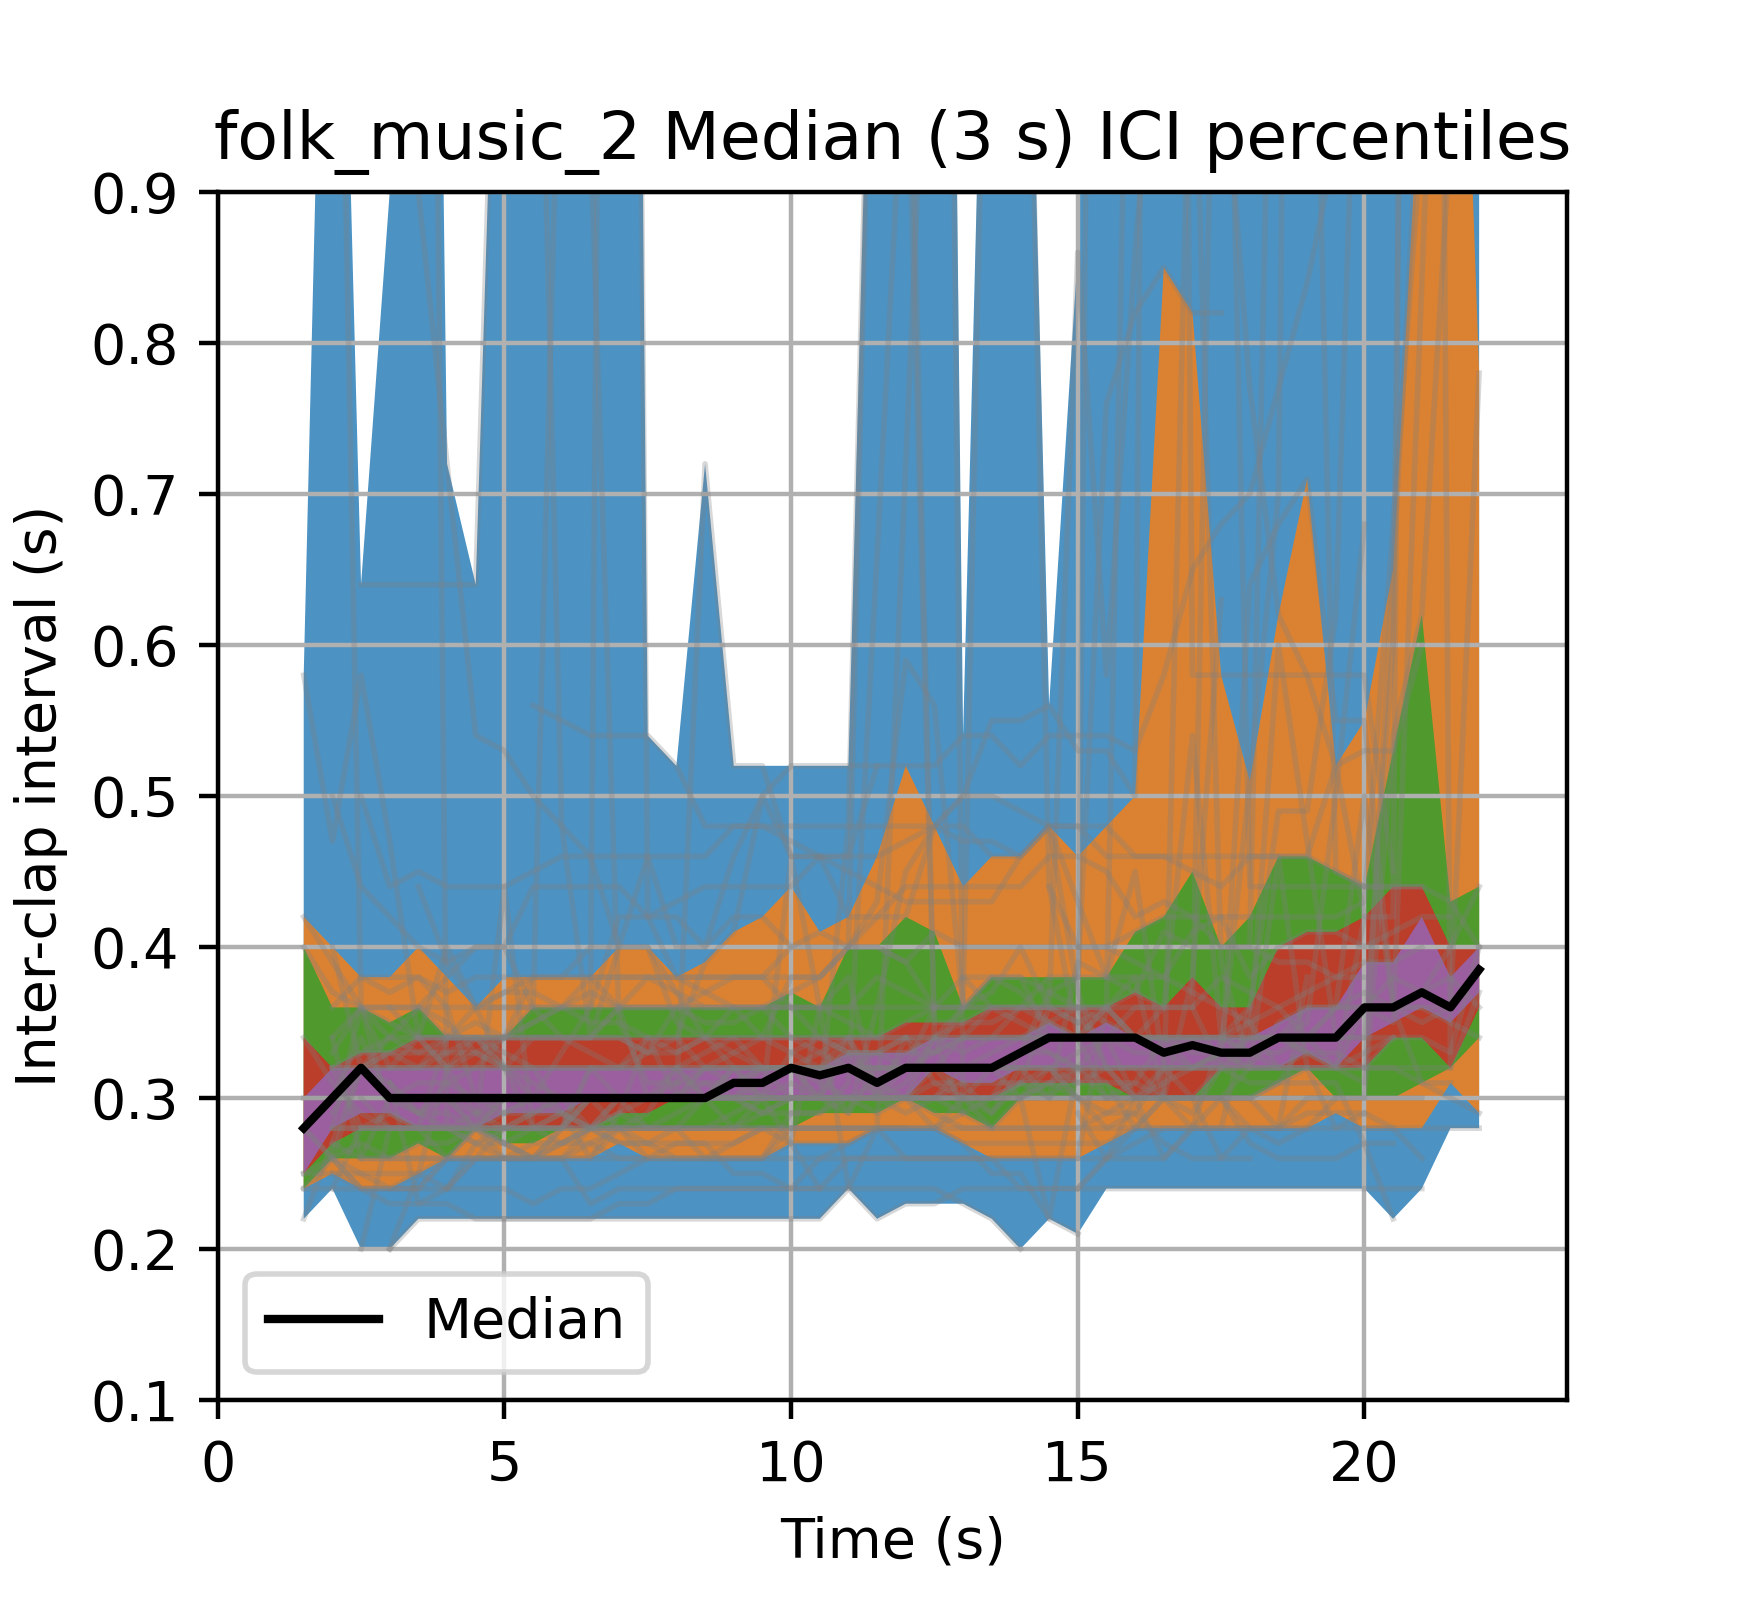 folk_music_2 Median (3 s) ICI percentiles
Inter-clap interval (s)
0.9
0.8
0.7
0.6
0.5
0.4
0.3
0.2
0.1
Median
0 5 10 15 20
Time (s)